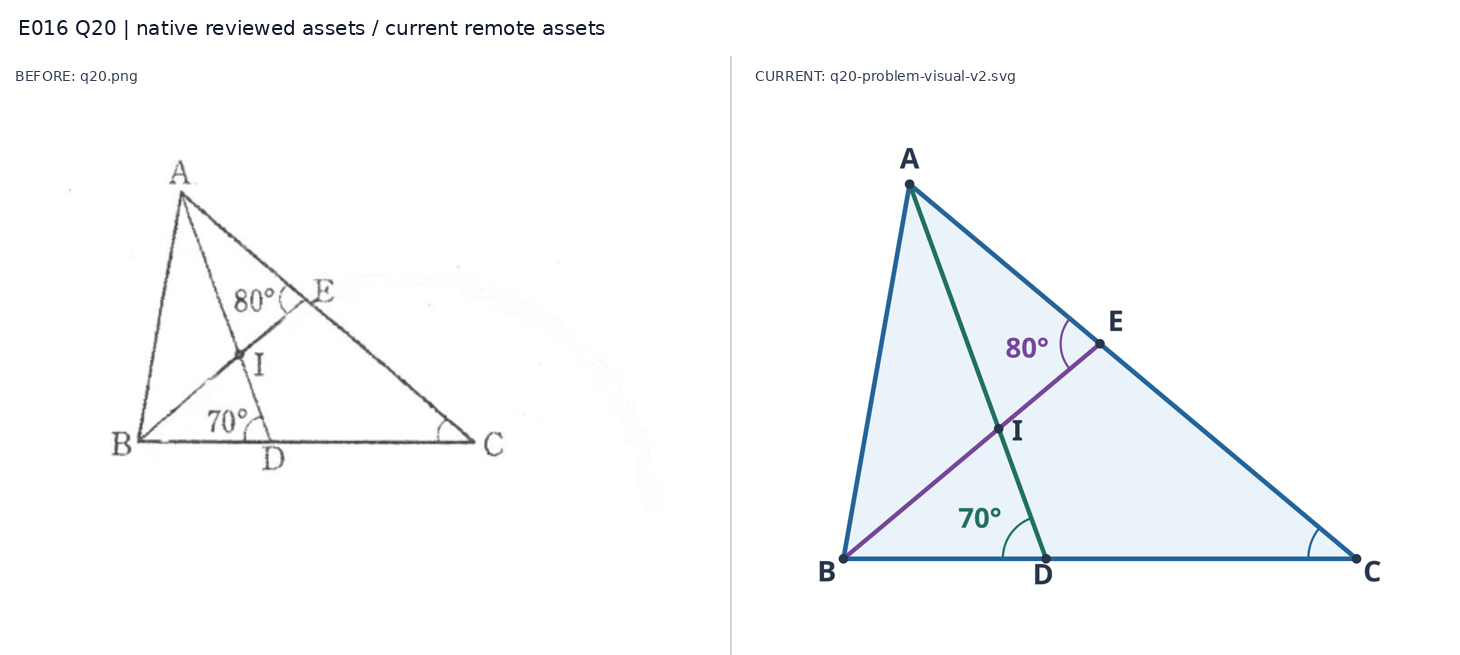 E016 Q20 | native reviewed assets / current remote assets
BEFORE: q20.png
A
80°
E
I
70°
B
D
C
CURRENT: q20-problem-visual-v2.svg
A
E
80°
I
70°
B
D
C